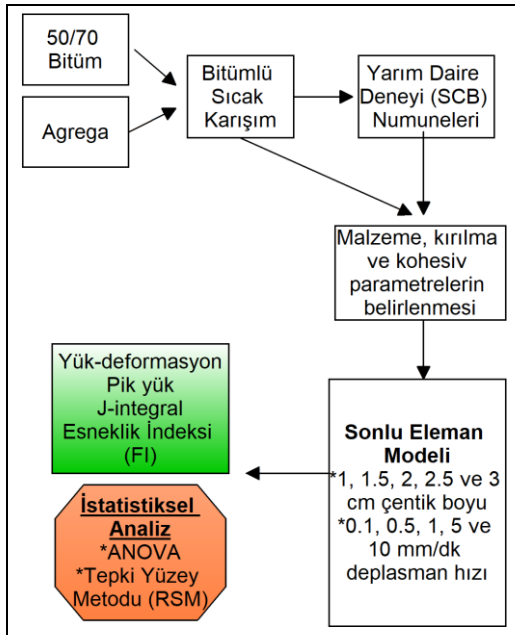 50/70
Bitüm
Agrega
Bitümlü
Sıcak
Karışım
Yarım Daire
Deneyi (SCB)
Numuneleri
Malzeme, kırılma
ve kohesiv
parametrelerin
belirlenmesi
Sonlu Eleman
Modeli
*1, 1.5, 2, 2.5 ve 3
cm çentik boyu
*0.1, 0.5, 1, 5 ve
10 mm/dk
deplasman hızı
Yük-deformasyon
Pik yük
J-integral
Esneklik İndeksi
(FI)
İstatistiksel
Analiz
*ANOVA
*Tepki Yüzey
Metodu (RSM)